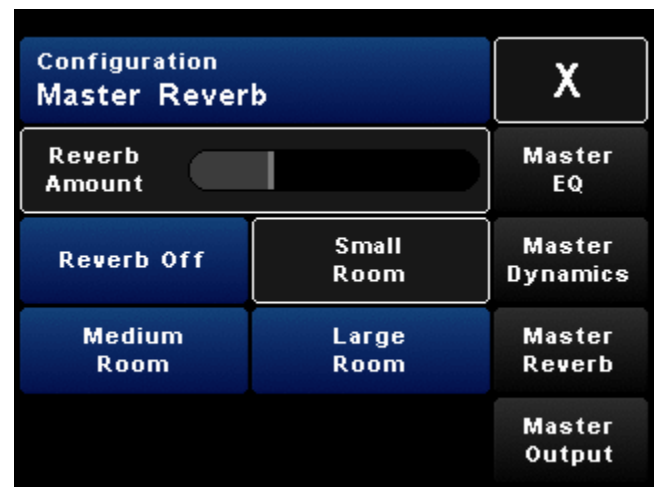 Configuration
Master Reverb
X
Reverb
Amount
Master
EQ
Reverb Off
Small
Room
Master
Dynamics
Medium
Room
Large
Room
Master
Reverb
Master
Output